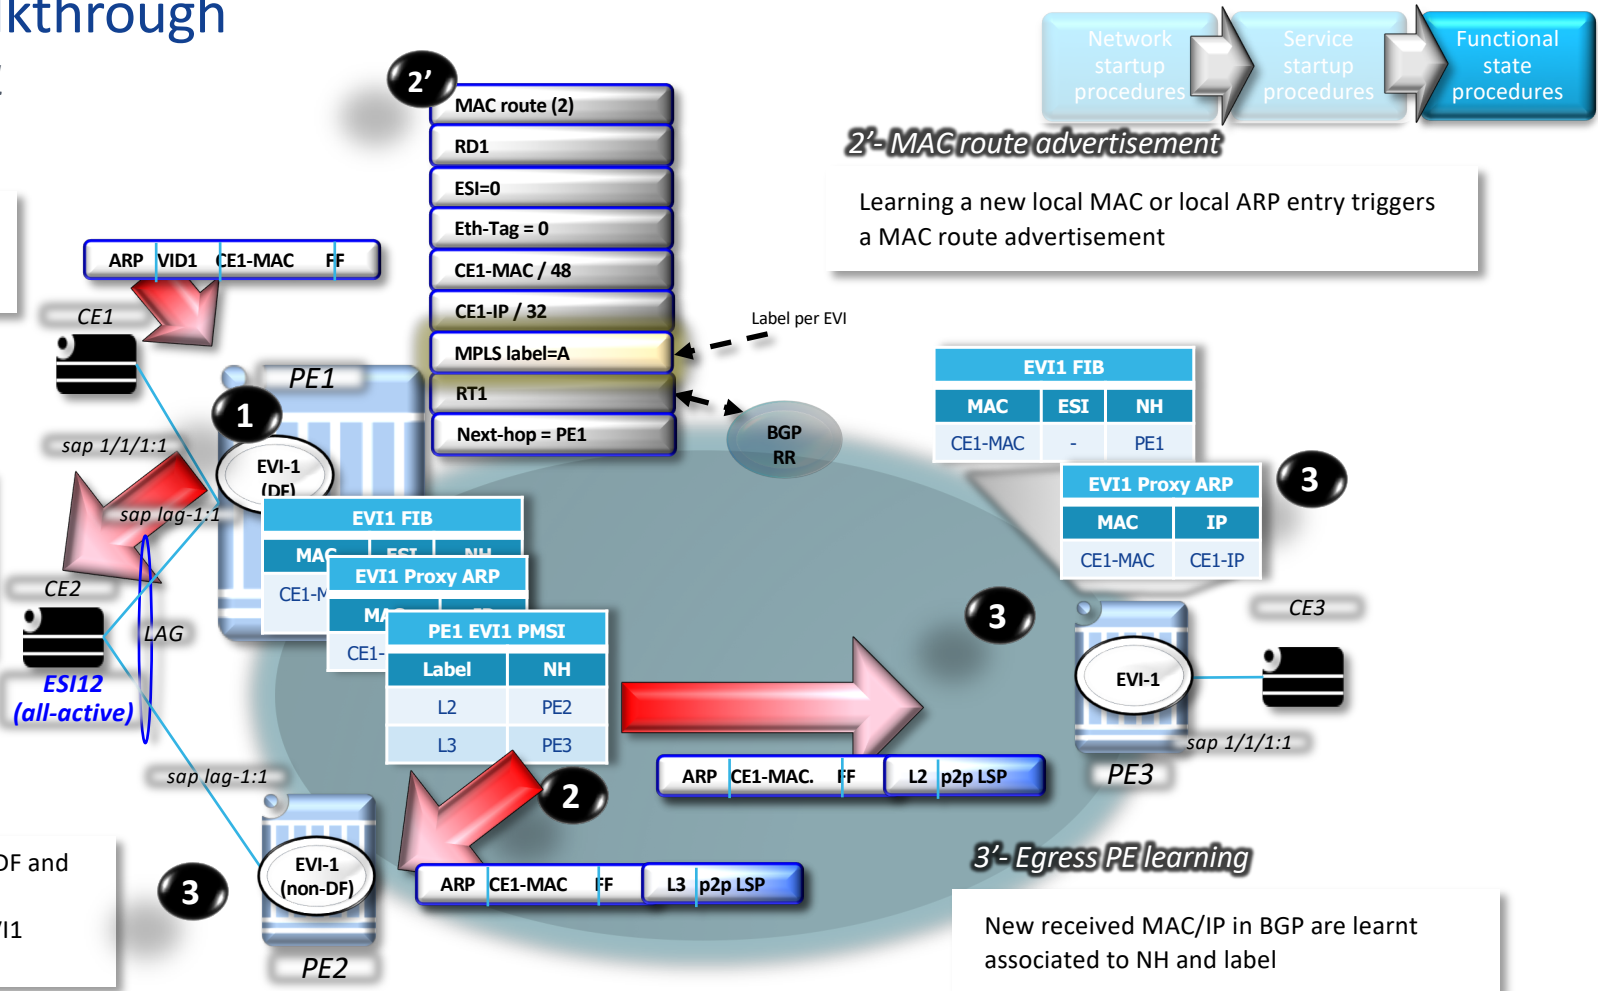 lkthrough
Network
startup
procedures
Service
startup
procedures
Functional
state
procedures
2'
MAC route (2)
RD1
ESI=0
Eth-Tag = 0
CE1-MAC / 48
CE1-IP / 32
MPLS label=A
RT1
Next-hop = PE1
2'- MAC route advertisement
Learning a new local MAC or local ARP entry triggers
a MAC route advertisement
ARP VID1 CE1-MAC FF
CE1
PE1
1
sap 1/1/1:1
EVI-1
(DF)
sap lag-1:1
Label per EVI
BGP
RR
EVI1 FIB
MAC ESI NH
CE1-MAC - PE1
EVI1 Proxy ARP
MAC IP
CE1-MAC CE1-IP
3
EVI1 FIB
MAC ESI NH
CE1-M
EVI1 Proxy ARP
MAC IP
CE1-
PE1 EVI1 PMSI
Label NH
L2 PE2
L3 PE3
CE2
LAG
ESI12
(all-active)
3
CE3
EVI-1
sap 1/1/1:1
PE3
ARP CE1-MAC. FF L2 p2p LSP
sap lag-1:1
2
EVI-1
(non-DF)
3
PE2
ARP CE1-MAC FF L3 p2p LSP
DF and
/I1
3'- Egress PE learning
New received MAC/IP in BGP are learnt
associated to NH and label